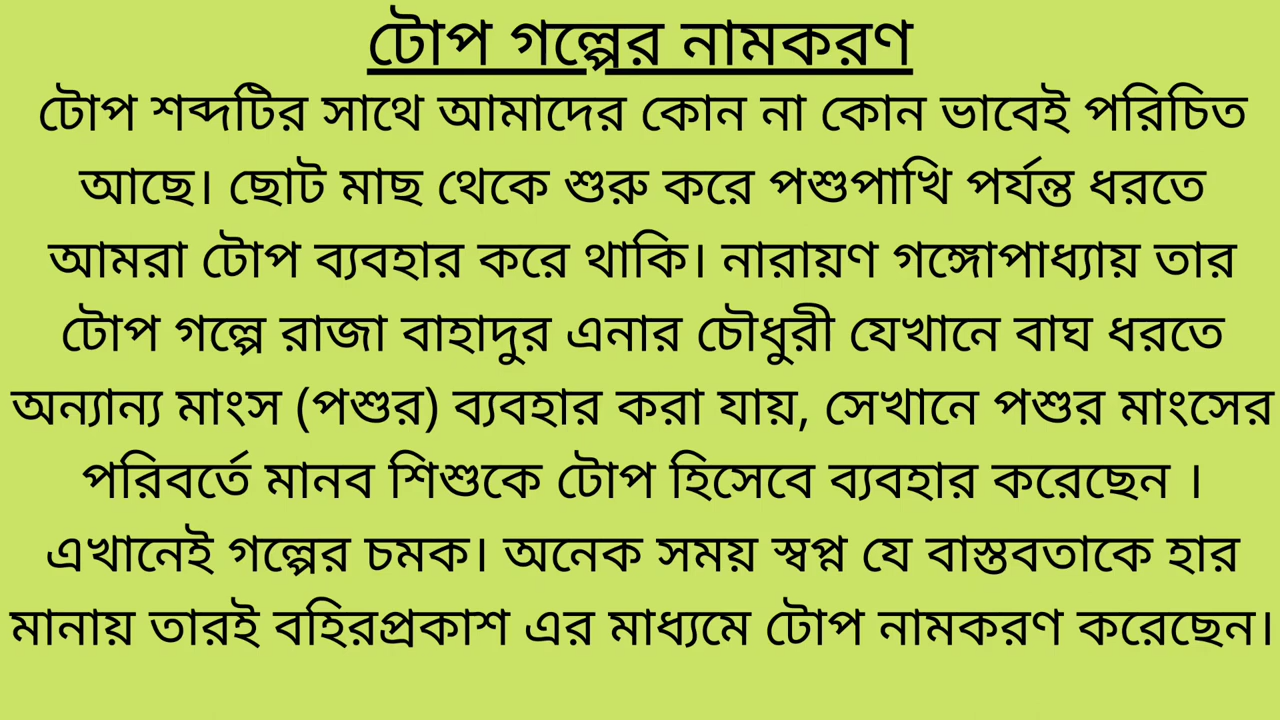 টোপ গল্পের নামকরণ
টোপ শব্দটির সাথে আমাদের কোন না কোন ভাবেই পরিচিত
আছে। ছোট মাছ থেকে শুরু করে পশুপাখি পর্যন্ত ধরতে
আমরা টোপ ব্যবহার করে থাকি। নারায়ণ গঙ্গোপাধ্যায় তার
টোপ গল্পে রাজা বাহাদুর এনার চৌধুরী যেখানে বাঘ ধরতে
অন্যান্য মাংস (পশুর) ব্যবহার করা যায়, সেখানে পশুর মাংসের
পরিবর্তে মানব শিশুকে টোপ হিসেবে ব্যবহার করেছেন ।
এখানেই গল্পের চমক। অনেক সময় স্বপ্ন যে বাস্তবতাকে হার
মানায় তারই বহিরপ্রকাশ এর মাধ্যমে টোপ নামকরণ করেছেন।